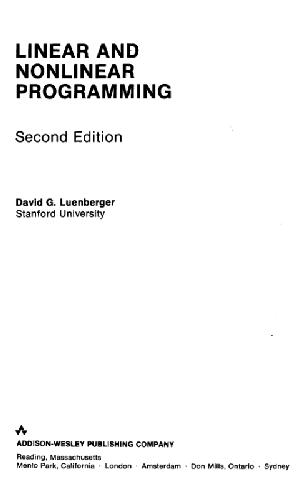 LINEAR AND
NONLINEAR
PROGRAMMING
Second Edition
David G. Luenberger
Stanford University
ADDISON-WESLEY PUBLISHING COMPANY
Reading, Massachusetts
Menlo Park, California · London · Amsterdam · Don Mills, Ontario · Sydney